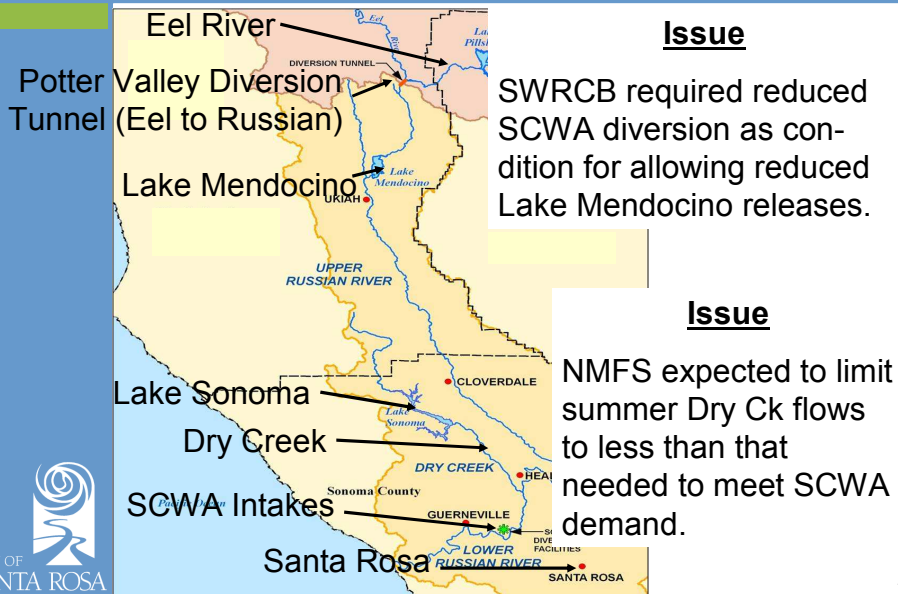 Eel River
Eel
River
DIVERSION TUNNEL
Potter Valley Diversion
Tunnel (Eel to Russian)
Lake Mendocino
Lake
Mendocino
UKIAH
UPPER
RUSSIAN RIVER
Lake Sonoma
Lake
Sonoma
CLOVERDALE
Dry Creek
DRY CREEK
Sonoma County
SCWA Intakes
GUERNEVILLE
FACILITIES
LOWER
RUSSIAN RIVER
Santa Rosa
SANTA ROSA
Issue
SWRCB required reduced
SCWA diversion as con-
dition for allowing reduced
Lake Mendocino releases.
Issue
NMFS expected to limit
summer Dry Ck flows
to less than that
needed to meet SCWA
demand.
OF
NTA ROSA